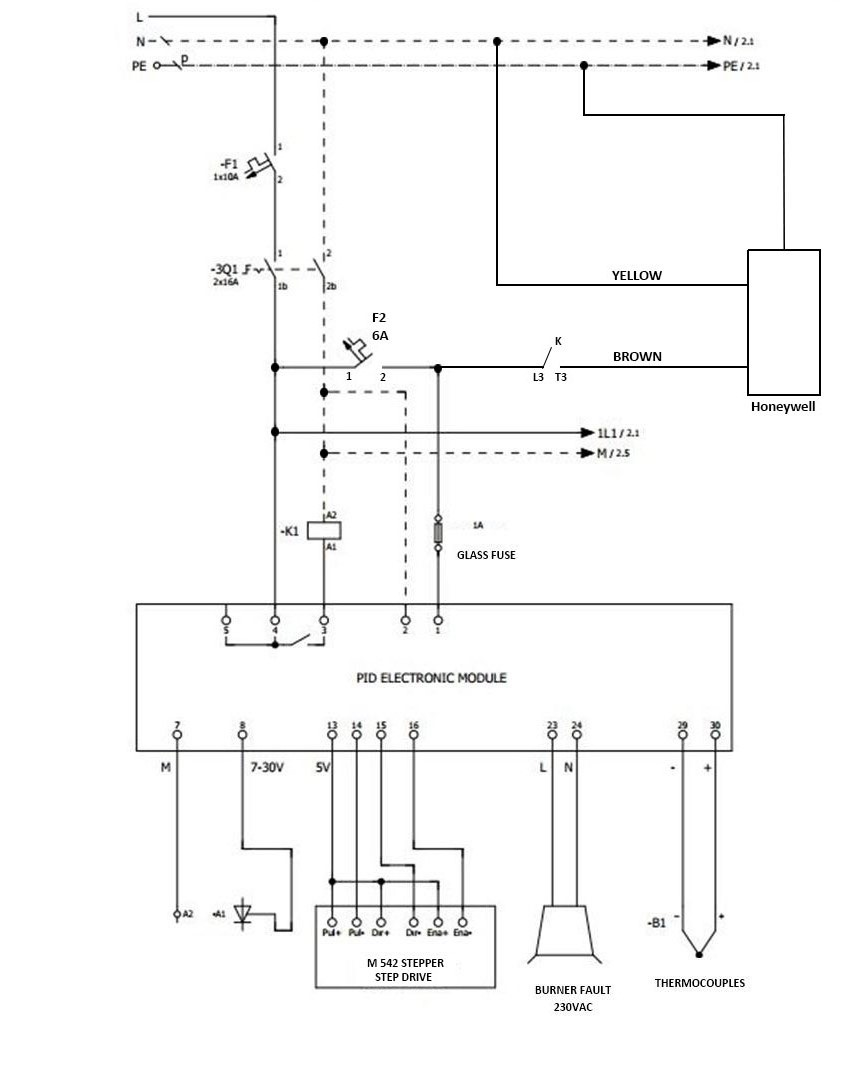 L
N
N / 2.1
PE
p
PE / 2.1
1
-F1
1x10A
2
1
2
-3Q1
2x16A
1b
2b
YELLOW
F2
6A
K
BROWN
1
2
L3
T3
Honeywell
1L1 / 2.1
M / 2.5
A2
-K1
A1
1A
GLASS FUSE
5
4
3
2
1
PID ELECTRONIC MODULE
7
8
13
14
15
16
23
24
29
30
M
7-30V
5V
L
N
-
+
A2
-A1
-B1
-
+
Pul+
Pul-
Dir+
Dir-
Ena+
Ena-
M 542 STEPPER
STEP DRIVE
BURNER FAULT
230VAC
THERMOCOUPLES